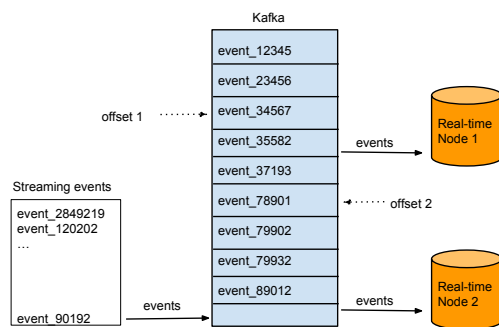 Kafka
event_12345
event_23456
event_34567
event_35582
event_37193
event_78901
event_79902
event_79932
event_89012
offset 1
offset 2
Streaming events
event_2849219
event_120202
...
event_90192
events
events
Real-time
Node 1
events
Real-time
Node 2